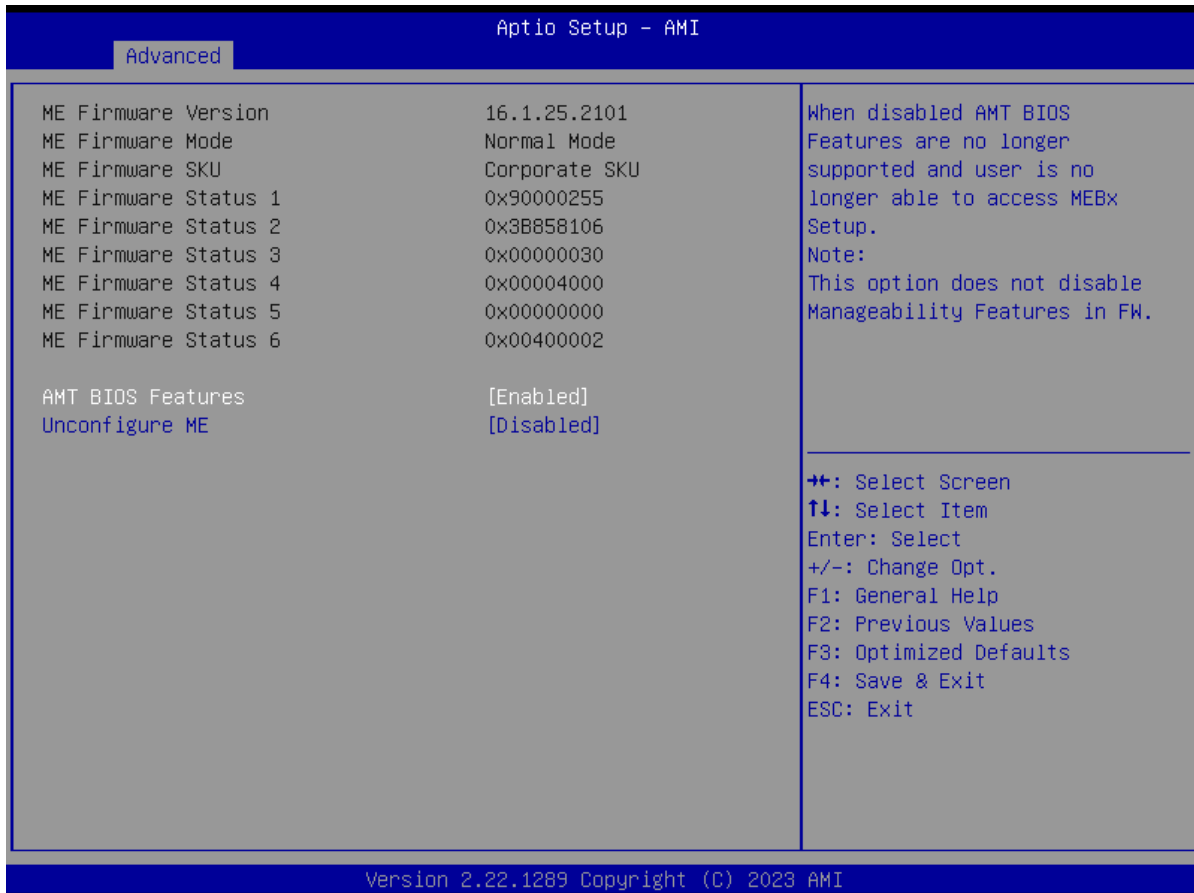 Aptio Setup – AMI
Advanced
ME Firmware Version 16.1.25.2101
ME Firmware Mode Normal Mode
ME Firmware SKU Corporate SKU
ME Firmware Status 1 0x90000255
ME Firmware Status 2 0x3B858106
ME Firmware Status 3 0x00000030
ME Firmware Status 4 0x00004000
ME Firmware Status 5 0x00000000
ME Firmware Status 6 0x00400002
AMT BIOS Features [Enabled]
Unconfigure ME [Disabled]
When disabled AMT BIOS
Features are no longer
supported and user is no
longer able to access MEBx
Setup.
Note:
This option does not disable
Manageability Features in FW.
→←: Select Screen
↑↓: Select Item
Enter: Select
+/-: Change Opt.
F1: General Help
F2: Previous Values
F3: Optimized Defaults
F4: Save & Exit
ESC: Exit
Version 2.22.1289 Copyright (C) 2023 AMI